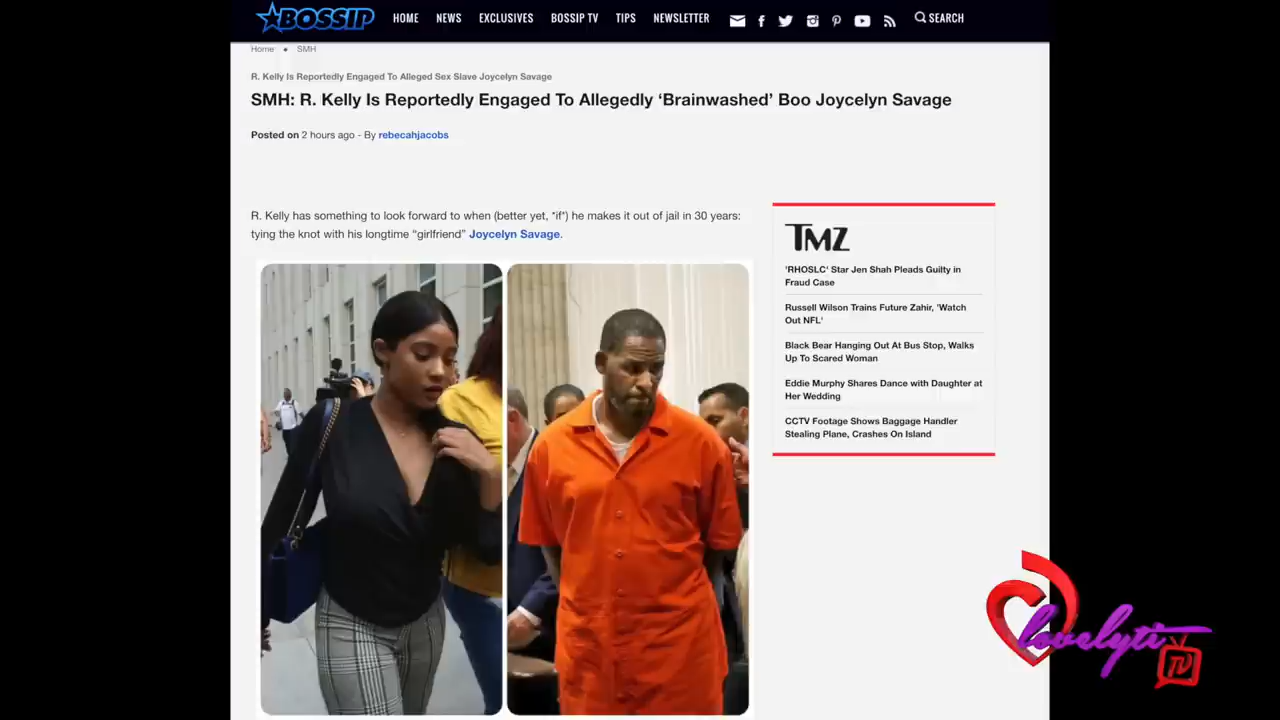 BOSSIP
HOME NEWS EXCLUSIVES BOSSIP TV TIPS NEWSLETTER SEARCH
Home • SMH
R. Kelly Is Reportedly Engaged To Alleged Sex Slave Joycelyn Savage
SMH: R. Kelly Is Reportedly Engaged To Allegedly ‘Brainwashed’ Boo Joycelyn Savage
Posted on 2 hours ago - By rebecahjacobs
R. Kelly has something to look forward to when (better yet, *if*) he makes it out of jail in 30 years:
tying the knot with his longtime “girlfriend” Joycelyn Savage.
TMZ
'RHOSLC' Star Jen Shah Pleads Guilty in
Fraud Case
Russell Wilson Trains Future Zahir, 'Watch
Out NFL'
Black Bear Hanging Out At Bus Stop, Walks
Up To Scared Woman
Eddie Murphy Shares Dance with Daughter at
Her Wedding
CCTV Footage Shows Baggage Handler
Stealing Plane, Crashes On Island
lovelyti
TV